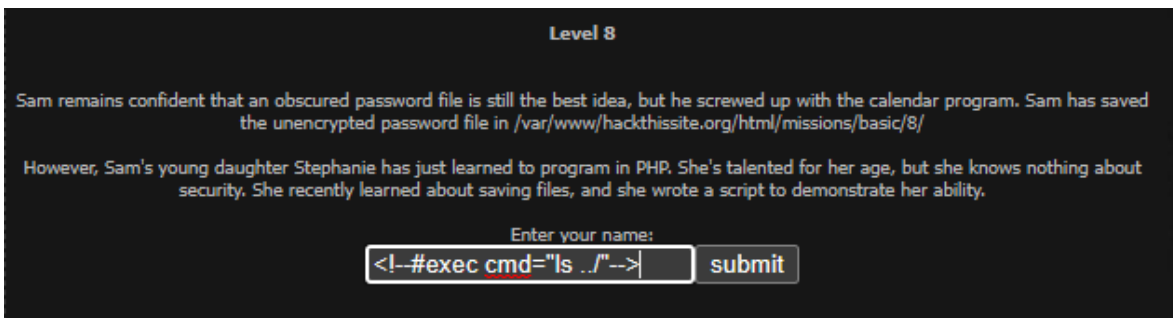 Level 8
Sam remains confident that an obscured password file is still the best idea, but he screwed up with the calendar program. Sam has saved
the unencrypted password file in /var/www/hackthissite.org/html/missions/basic/8/
However, Sam's young daughter Stephanie has just learned to program in PHP. She's talented for her age, but she knows nothing about
security. She recently learned about saving files, and she wrote a script to demonstrate her ability.
Enter your name:
<!--#exec cmd="ls ../"--> submit